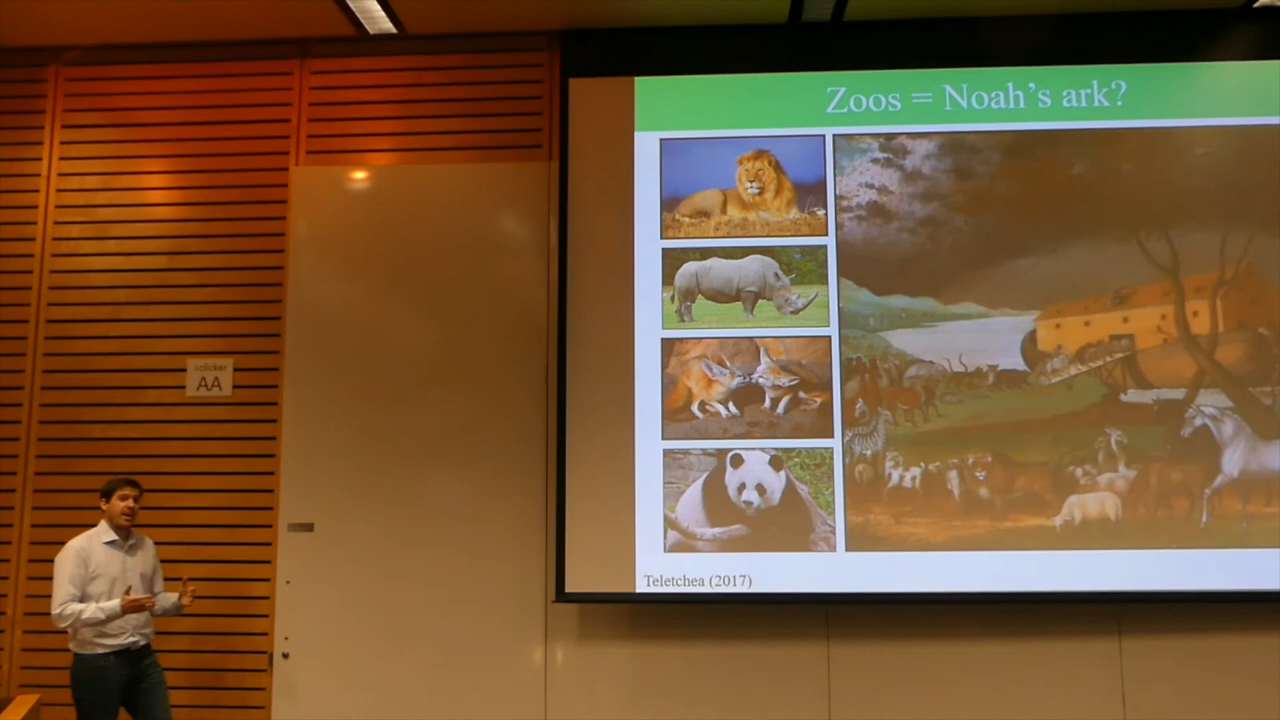 Zoos = Noah's ark?
iclicker
AA
Teletchea (2017)